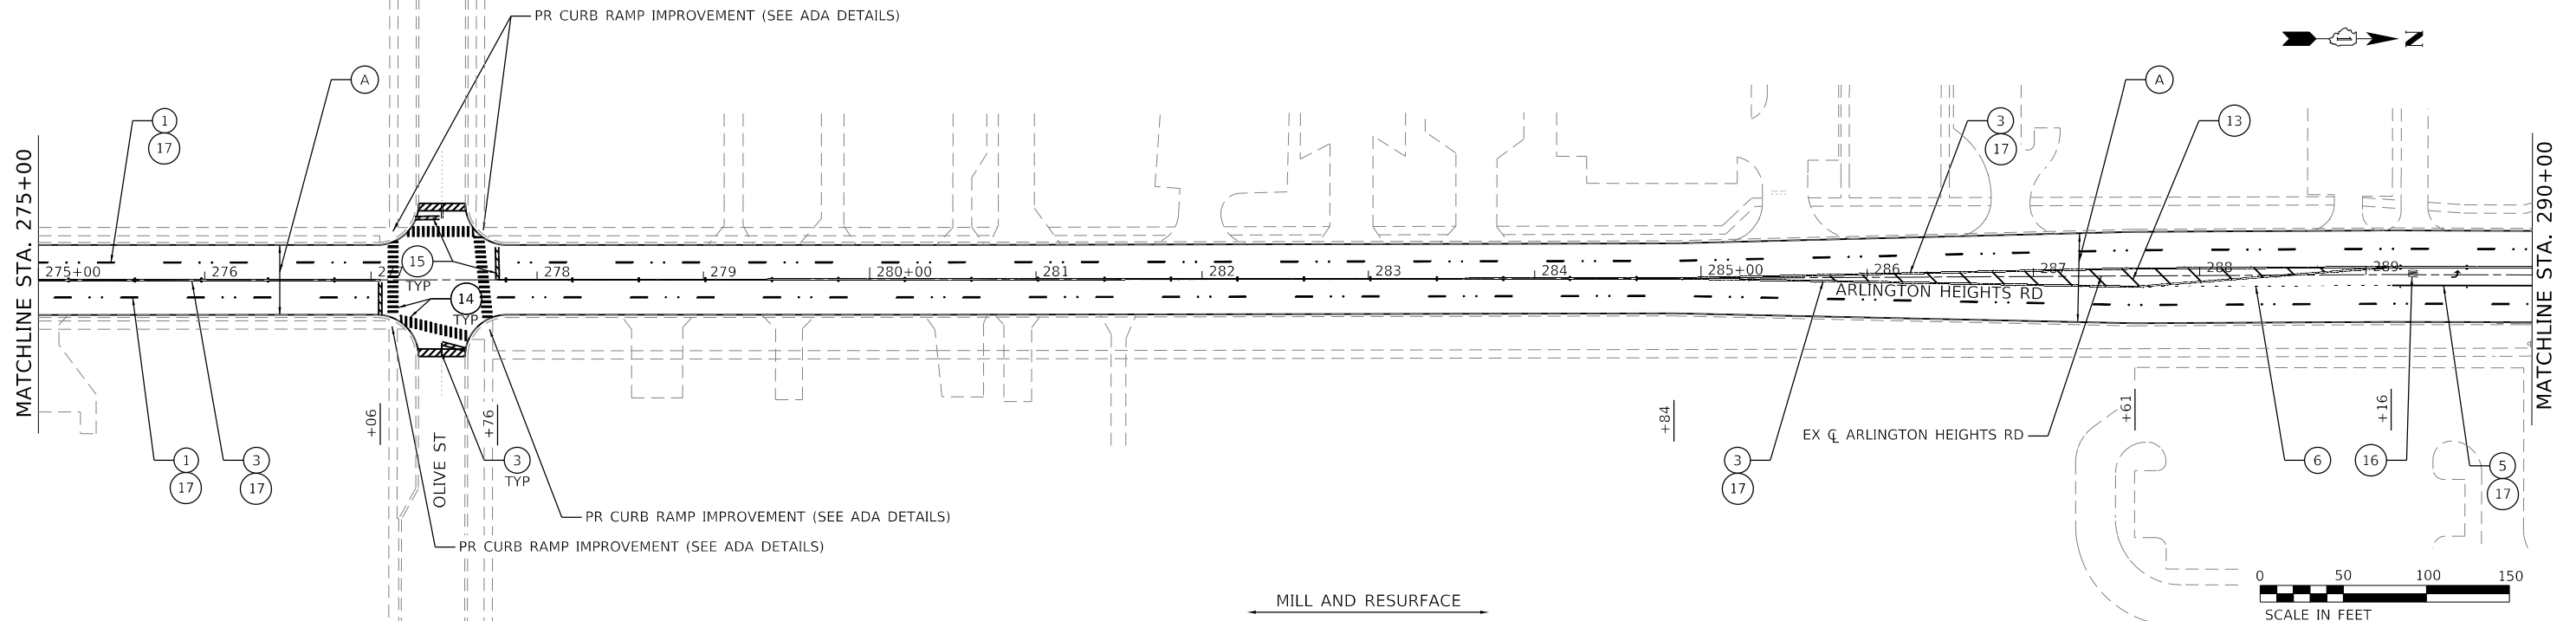 PR CURB RAMP IMPROVEMENT (SEE ADA DETAILS)
N
A
A
1
17
3
17
13
MATCHLINE STA. 275+00
MATCHLINE STA. 290+00
15
TYP
14
TYP
275+00
276
278
279
280+00
281
282
283
284
285+00
286
287
288
289
ARLINGTON HEIGHTS RD
+06
+76
+84
+61
+16
OLIVE ST
EX ℄ ARLINGTON HEIGHTS RD
1
17
3
17
3
TYP
3
17
6
16
5
17
PR CURB RAMP IMPROVEMENT (SEE ADA DETAILS)
PR CURB RAMP IMPROVEMENT (SEE ADA DETAILS)
MILL AND RESURFACE
0 50 100 150
SCALE IN FEET